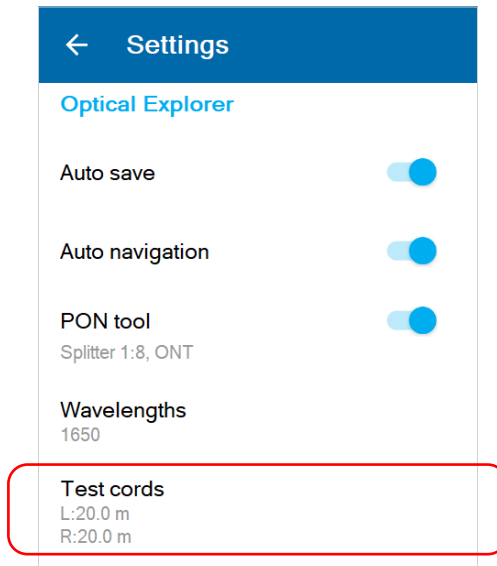 Settings
Optical Explorer
Auto save
Auto navigation
PON tool
Splitter 1:8, ONT
Wavelengths
1650
Test cords
L:20.0 m
R:20.0 m